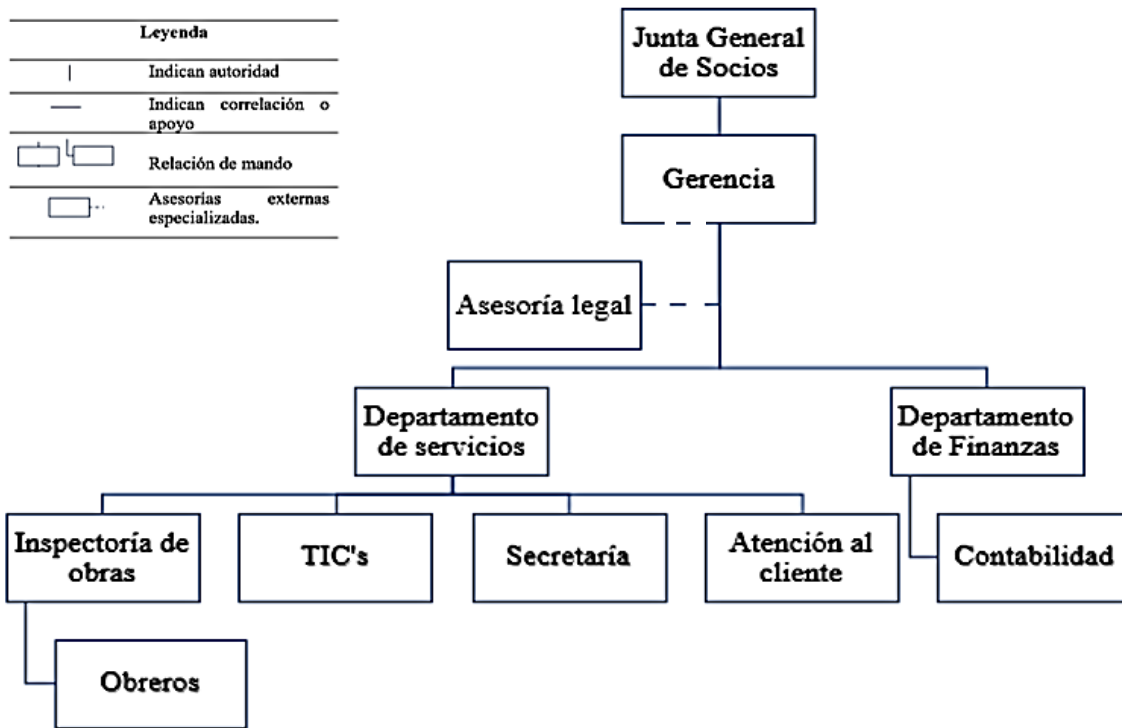 Leyenda
Indican autoridad
Indican correlación o
apoyo
Relación de mando
Asesorías externas
especializadas.
Junta General
de Socios
Gerencia
Asesoría legal
Departamento
de servicios
Departamento
de Finanzas
Inspectoría de
obras
TIC's
Secretaría
Atención al
cliente
Contabilidad
Obreros